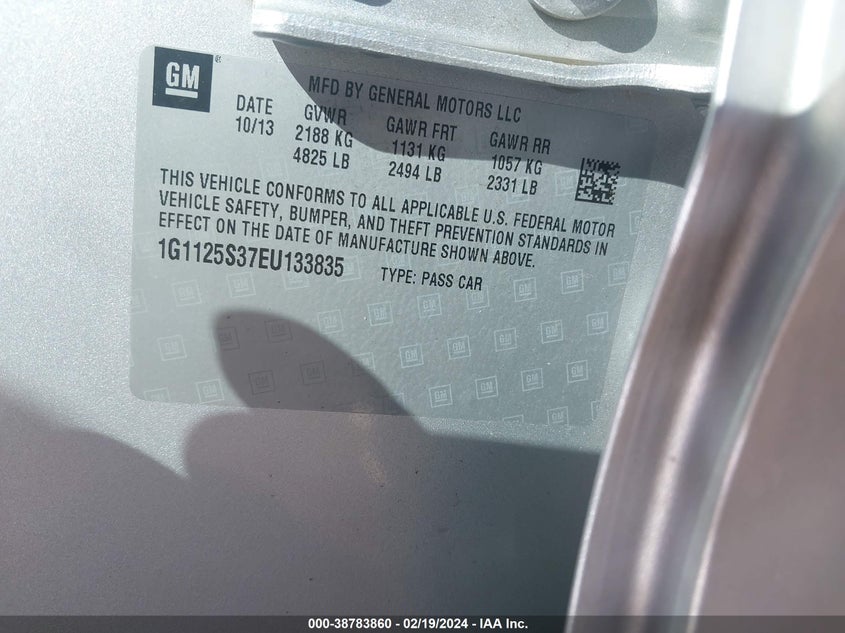 GM
MFD BY GENERAL MOTORS LLC
DATE GVWR GAWR FRT GAWR RR
10/13 2188 KG 1131 KG 1057 KG
4825 LB 2494 LB 2331 LB
THIS VEHICLE CONFORMS TO ALL APPLICABLE U.S. FEDERAL MOTOR
VEHICLE SAFETY, BUMPER, AND THEFT PREVENTION STANDARDS IN
EFFECT ON THE DATE OF MANUFACTURE SHOWN ABOVE.
1G1125S37EU133835 TYPE: PASS CAR
000-38783860 - 02/19/2024 - IAA Inc.